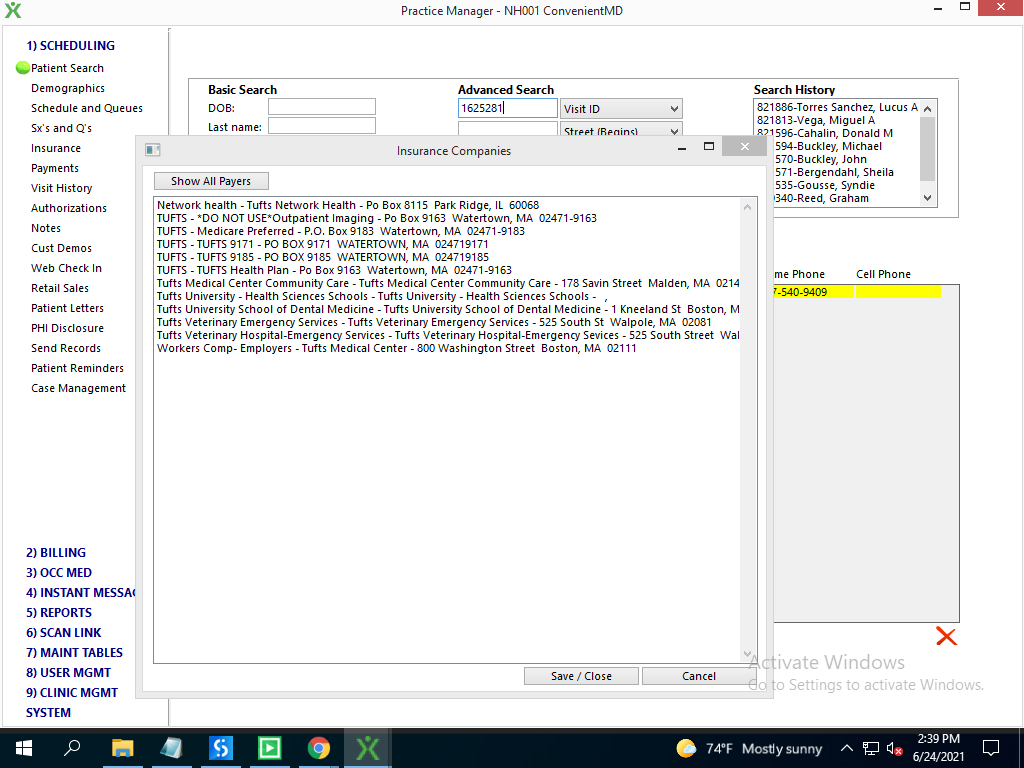 Practice Manager - NH001 ConvenientMD
1) SCHEDULING
Patient Search
Demographics
Schedule and Queues
Sx's and Q's
Insurance
Payments
Visit History
Authorizations
Notes
Cust Demos
Web Check In
Retail Sales
Patient Letters
PHI Disclosure
Send Records
Patient Reminders
Case Management
2) BILLING
3) OCC MED
4) INSTANT MESSAG
5) REPORTS
6) SCAN LINK
7) MAINT TABLES
8) USER MGMT
9) CLINIC MGMT
SYSTEM
Basic Search
DOB:
Last name:
Advanced Search
1625281
Visit ID
Street (Begins)
Search History
821886-Torres Sanchez, Lucus A
821813-Vega, Miguel A
821596-Cahalin, Donald M
594-Buckley, Michael
570-Buckley, John
571-Bergendahl, Sheila
535-Gousse, Syndie
0340-Reed, Graham
me Phone
Cell Phone
7-540-9409
Insurance Companies
Show All Payers
Network health - Tufts Network Health - Po Box 8115 Park Ridge, IL 60068
TUFTS - *DO NOT USE*Outpatient Imaging - Po Box 9163 Watertown, MA 02471-9163
TUFTS - Medicare Preferred - P.O. Box 9183 Watertown, MA 02471-9183
TUFTS - TUFTS 9171 - PO BOX 9171 WATERTOWN, MA 024719171
TUFTS - TUFTS 9185 - PO BOX 9185 WATERTOWN, MA 024719185
TUFTS - TUFTS Health Plan - Po Box 9163 Watertown, MA 02471-9163
Tufts Medical Center Community Care - Tufts Medical Center Community Care - 178 Savin Street Malden, MA 0214
Tufts University - Health Sciences Schools - Tufts University - Health Sciences Schools - ,
Tufts University School of Dental Medicine - Tufts University School of Dental Medicine - 1 Kneeland St Boston, M
Tufts Veterinary Emergency Services - Tufts Veterinary Emergency Services - 525 South St Walpole, MA 02081
Tufts Veterinary Hospital-Emergency Services - Tufts Veterinary Hospital-Emergency Sevices - 525 South Street Wal
Workers Comp- Employers - Tufts Medical Center - 800 Washington Street Boston, MA 02111
Save / Close
Cancel
Activate Windows
Go to Settings to activate Windows.
74°F Mostly sunny
2:39 PM
6/24/2021